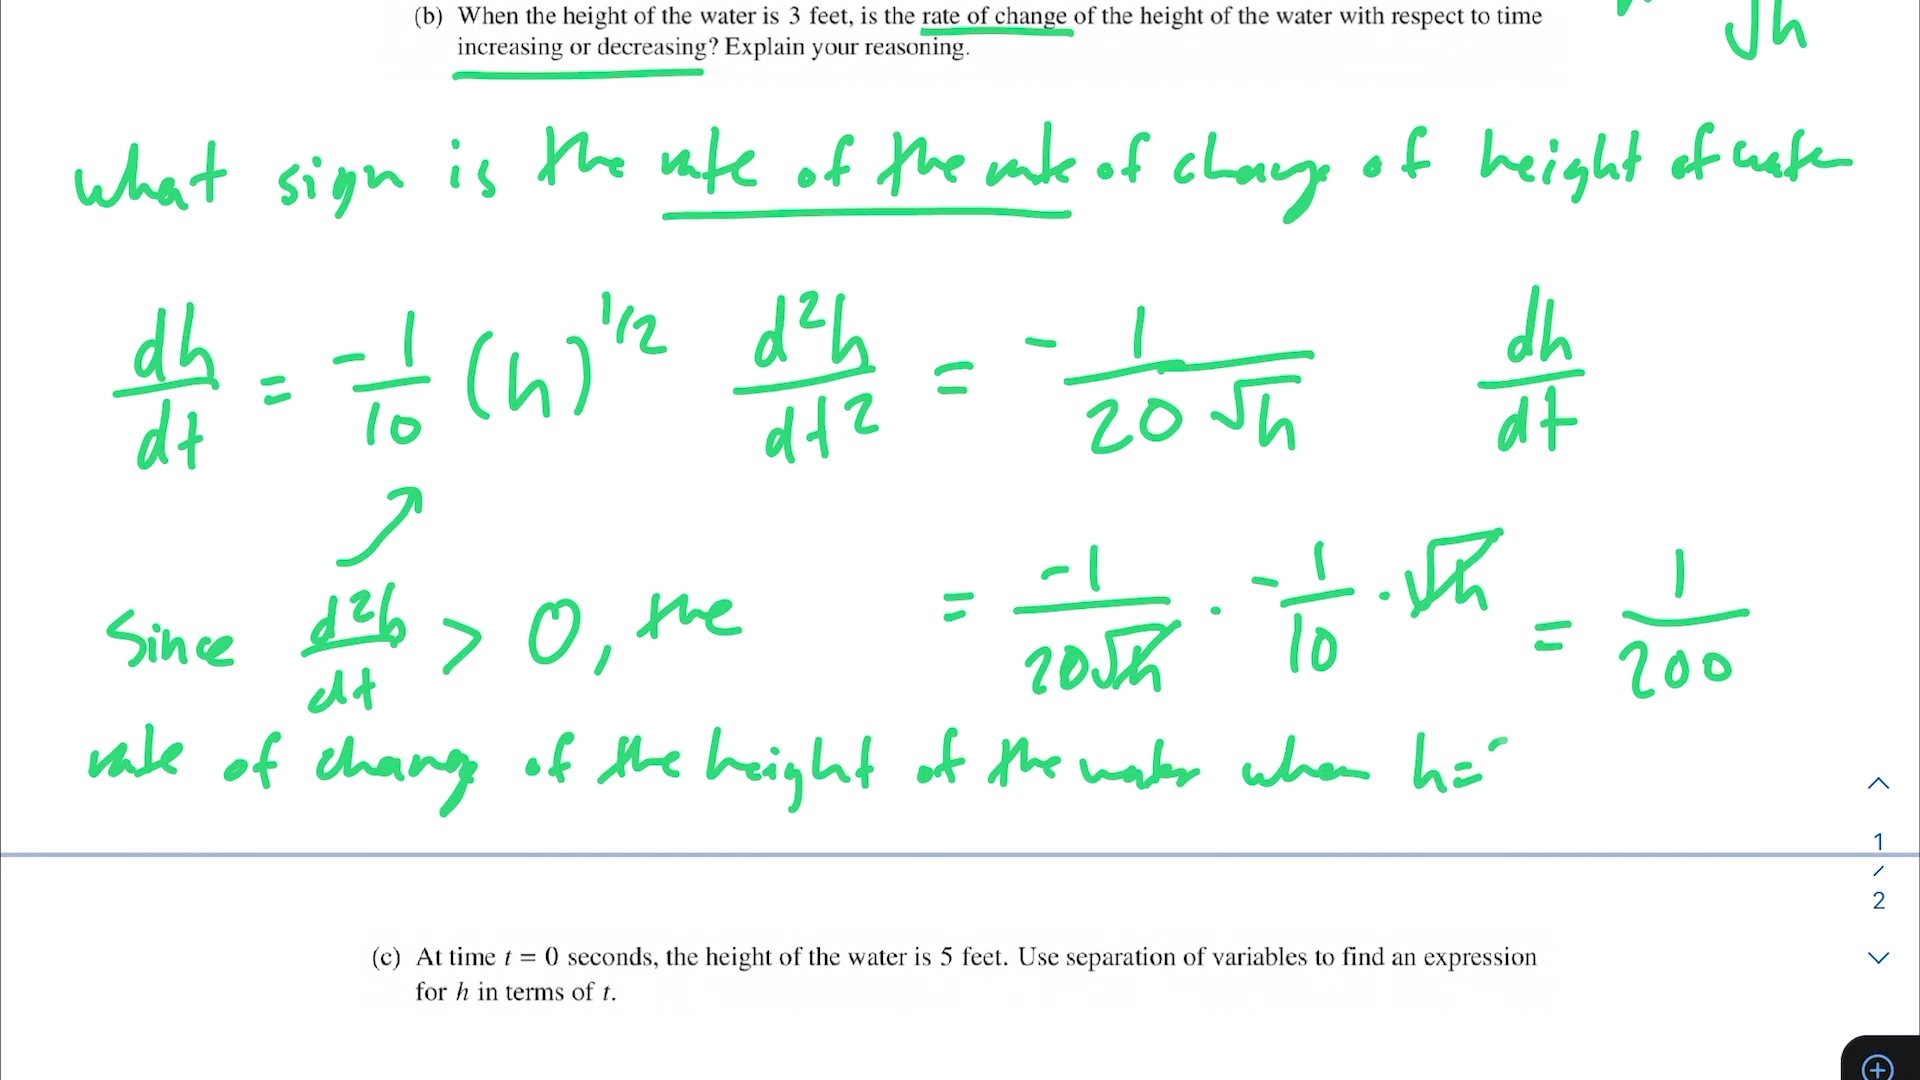 (b) When the height of the water is 3 feet, is the rate of change of the height of the water with respect to time
increasing or decreasing? Explain your reasoning.
√h
What sign is the rate of the rate of change of height of water
dh/dt = -1/10 (h)^1/2 d²h/dt² = - 1/20√h dh/dt
Since d²h/dt > 0, the
= -1/20√h · -1/10 · √h = 1/200
rate of change of the height of the water when h=
1
/
2
(c) At time t = 0 seconds, the height of the water is 5 feet. Use separation of variables to find an expression
for h in terms of t.